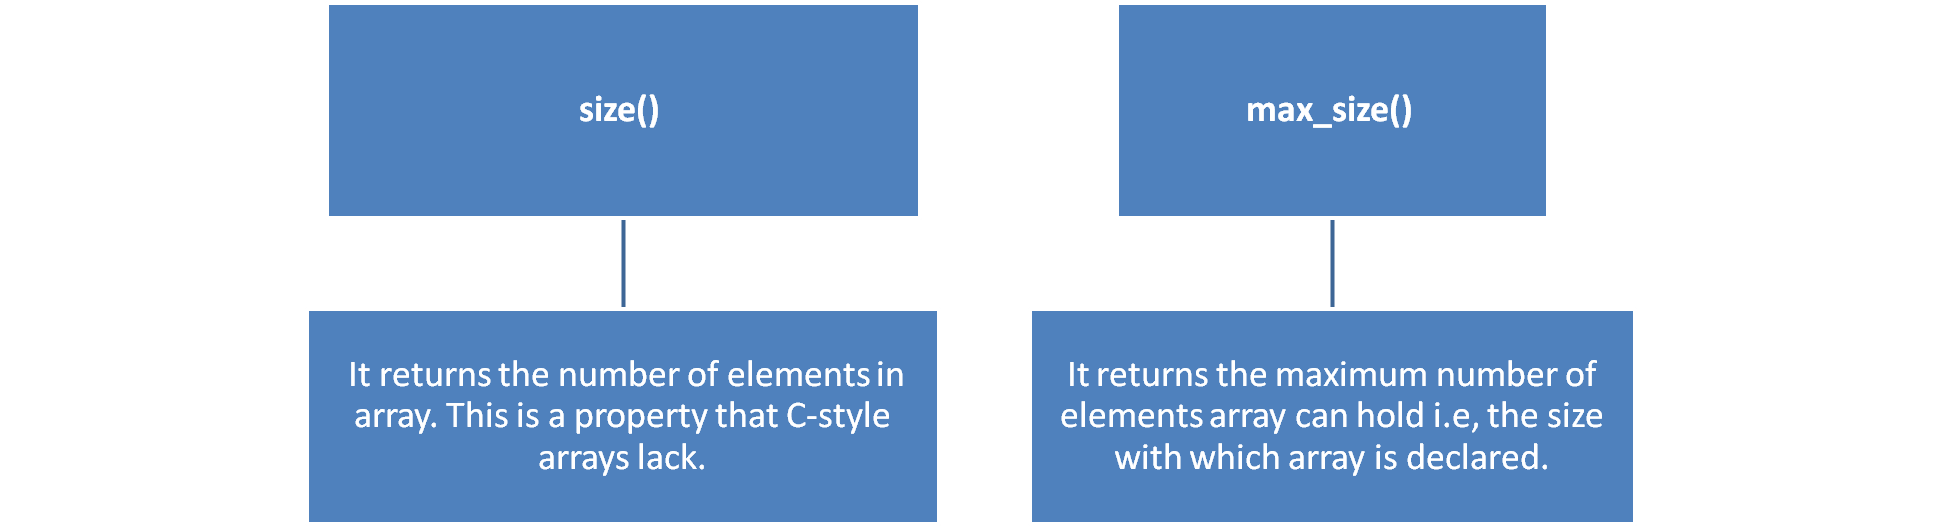 size()
It returns the number of elements in
array. This is a property that C-style
arrays lack.
max_size()
It returns the maximum number of
elements array can hold i.e, the size
with which array is declared.